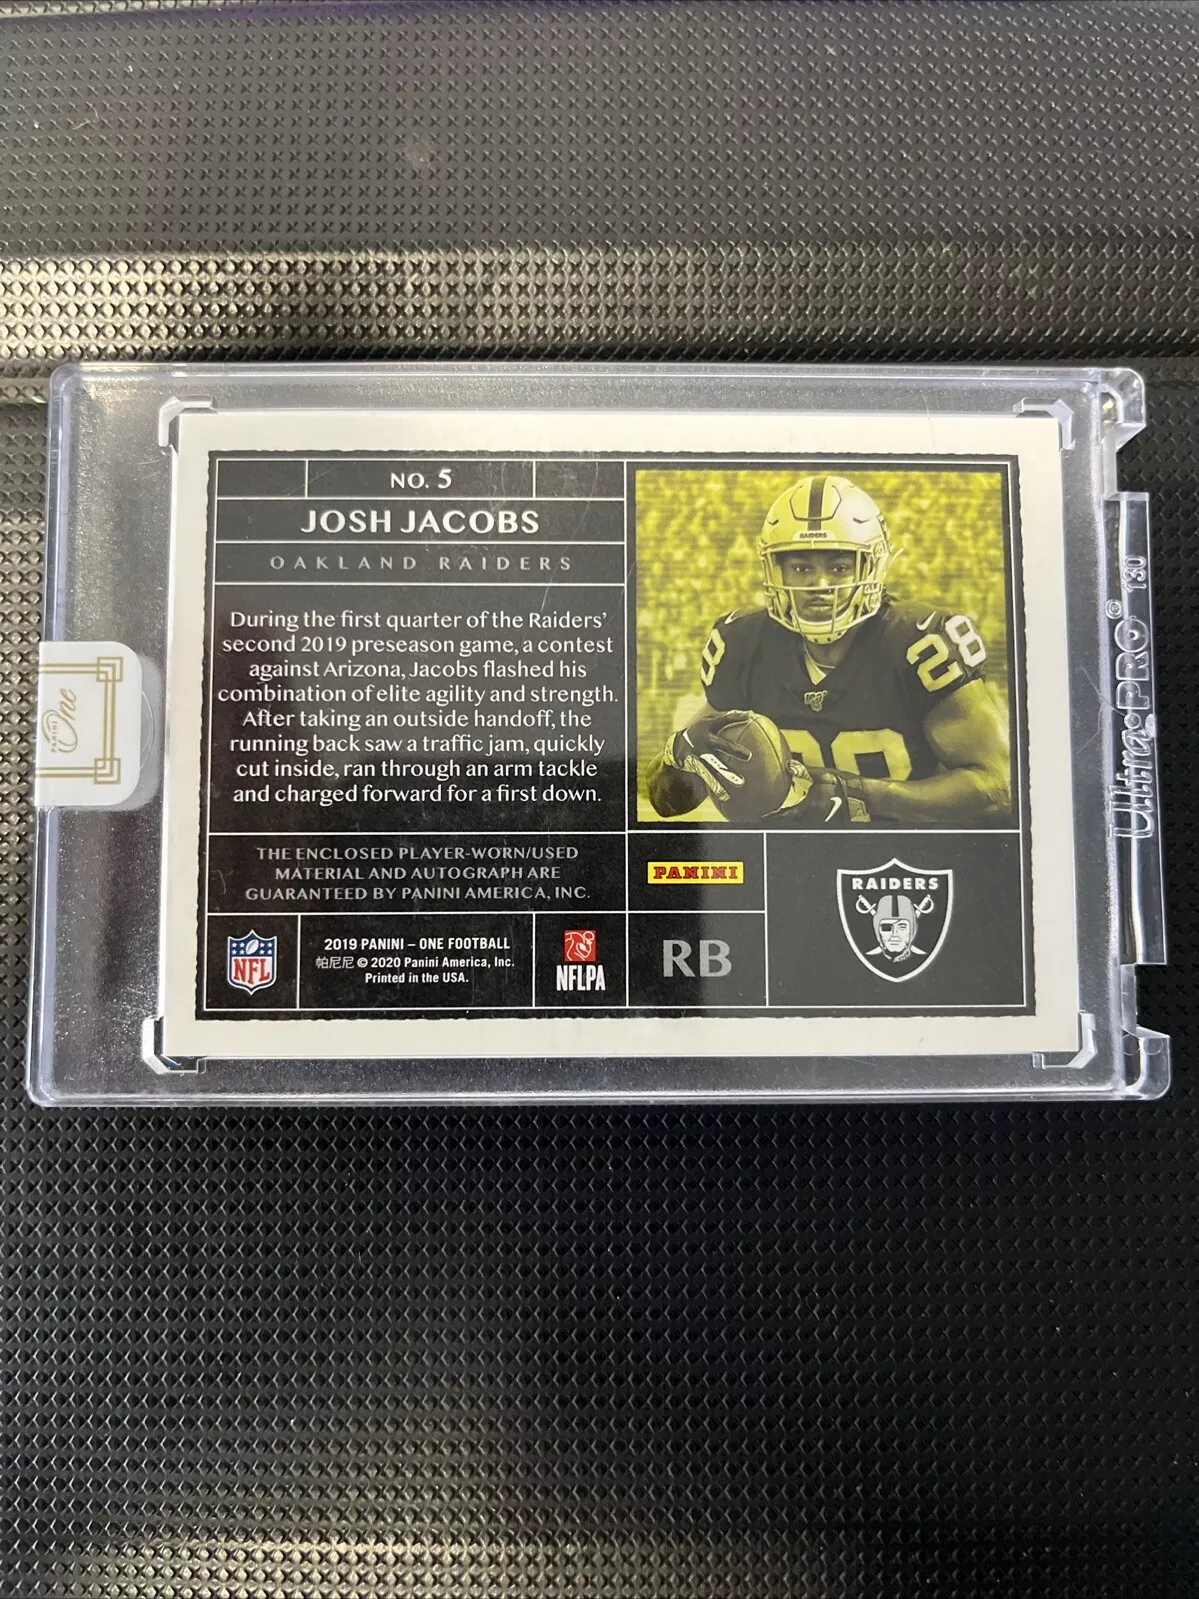 NO. 5
JOSH JACOBS
OAKLAND RAIDERS
During the first quarter of the Raiders'
second 2019 preseason game, a contest
against Arizona, Jacobs flashed his
combination of elite agility and strength.
After taking an outside handoff, the
running back saw a traffic jam, quickly
cut inside, ran through an arm tackle
and charged forward for a first down.
THE ENCLOSED PLAYER-WORN/USED
MATERIAL AND AUTOGRAPH ARE
GUARANTEED BY PANINI AMERICA, INC.
NFL
2019 PANINI – ONE FOOTBALL
帕尼尼 © 2020 Panini America, Inc.
Printed in the USA.
NFLPA
RAIDERS
28
28
28
PANINI
RB
RAIDERS
PANINI
One
Ultra•PRO® 130